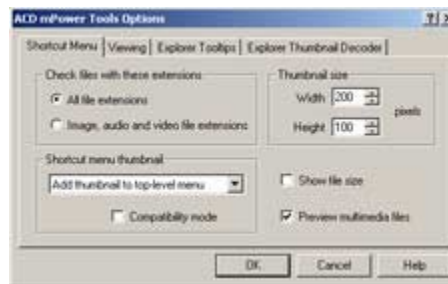 ACD mPower Tools Options
Shortcut Menu
Viewing
Explorer Tooltips
Explorer Thumbnail Decoder
Check files with these extensions
All file extensions
Image, audio and video file extensions
Thumbnail size
Width 200
Height 100
pixels
Shortcut menu thumbnail
Add thumbnail to top-level menu
Compatibility mode
Show file size
Preview multimedia files
OK
Cancel
Help